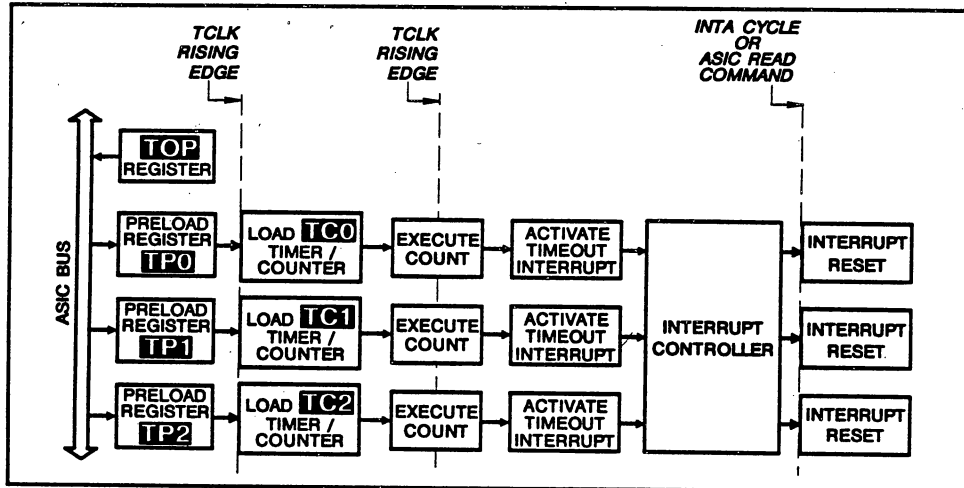 TCLK
RISING
EDGE
TCLK
RISING
EDGE
INTA CYCLE
OR
ASIC READ
COMMAND
ASIC BUS
TOP
REGISTER
PRELOAD
REGISTER
TP0
LOAD TC0
TIMER /
COUNTER
EXECUTE
COUNT
ACTIVATE
TIMEOUT
INTERRUPT
INTERRUPT
RESET
PRELOAD
REGISTER
TP1
LOAD TC1
TIMER /
COUNTER
EXECUTE
COUNT
ACTIVATE
TIMEOUT
INTERRUPT
INTERRUPT
CONTROLLER
INTERRUPT
RESET
PRELOAD
REGISTER
TP2
LOAD TC2
TIMER /
COUNTER
EXECUTE
COUNT
ACTIVATE
TIMEOUT
INTERRUPT
INTERRUPT
RESET